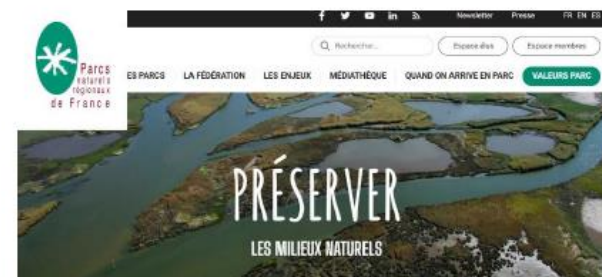 Newsletter Presse FR EN ES
Rechercher... Espace élus Espace membres
Parcs
naturels
régionaux
de France
ES PARCS LA FÉDÉRATION LES ENJEUX MÉDIATHÈQUE QUAND ON ARRIVE EN PARC VALEURS PARC
PRÉSERVER
LES MILIEUX NATURELS